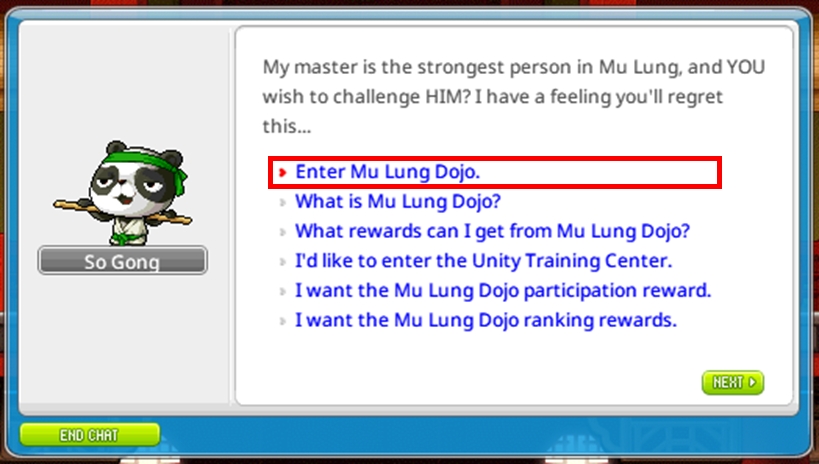 My master is the strongest person in Mu Lung, and YOU
wish to challenge HIM? I have a feeling you'll regret
this...
Enter Mu Lung Dojo.
What is Mu Lung Dojo?
What rewards can I get from Mu Lung Dojo?
I'd like to enter the Unity Training Center.
I want the Mu Lung Dojo participation reward.
I want the Mu Lung Dojo ranking rewards.
So Gong
NEXT
END CHAT